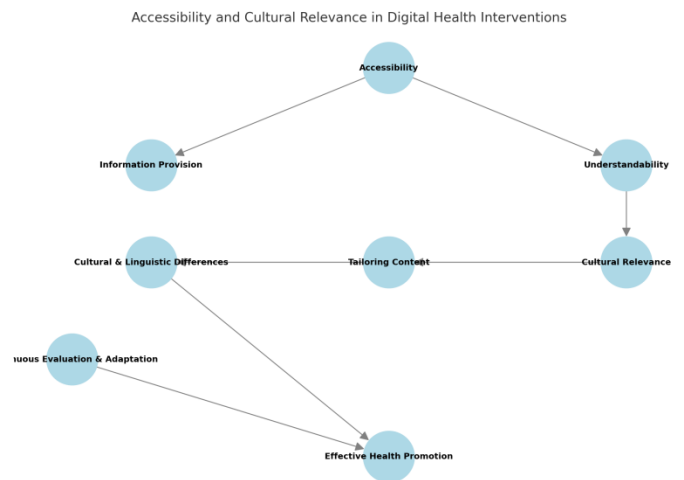 Accessibility and Cultural Relevance in Digital Health Interventions
Accessibility
Information Provision
Understandability
Cultural & Linguistic Differences
Tailoring Content
Cultural Relevance
nuous Evaluation & Adaptation
Effective Health Promotion